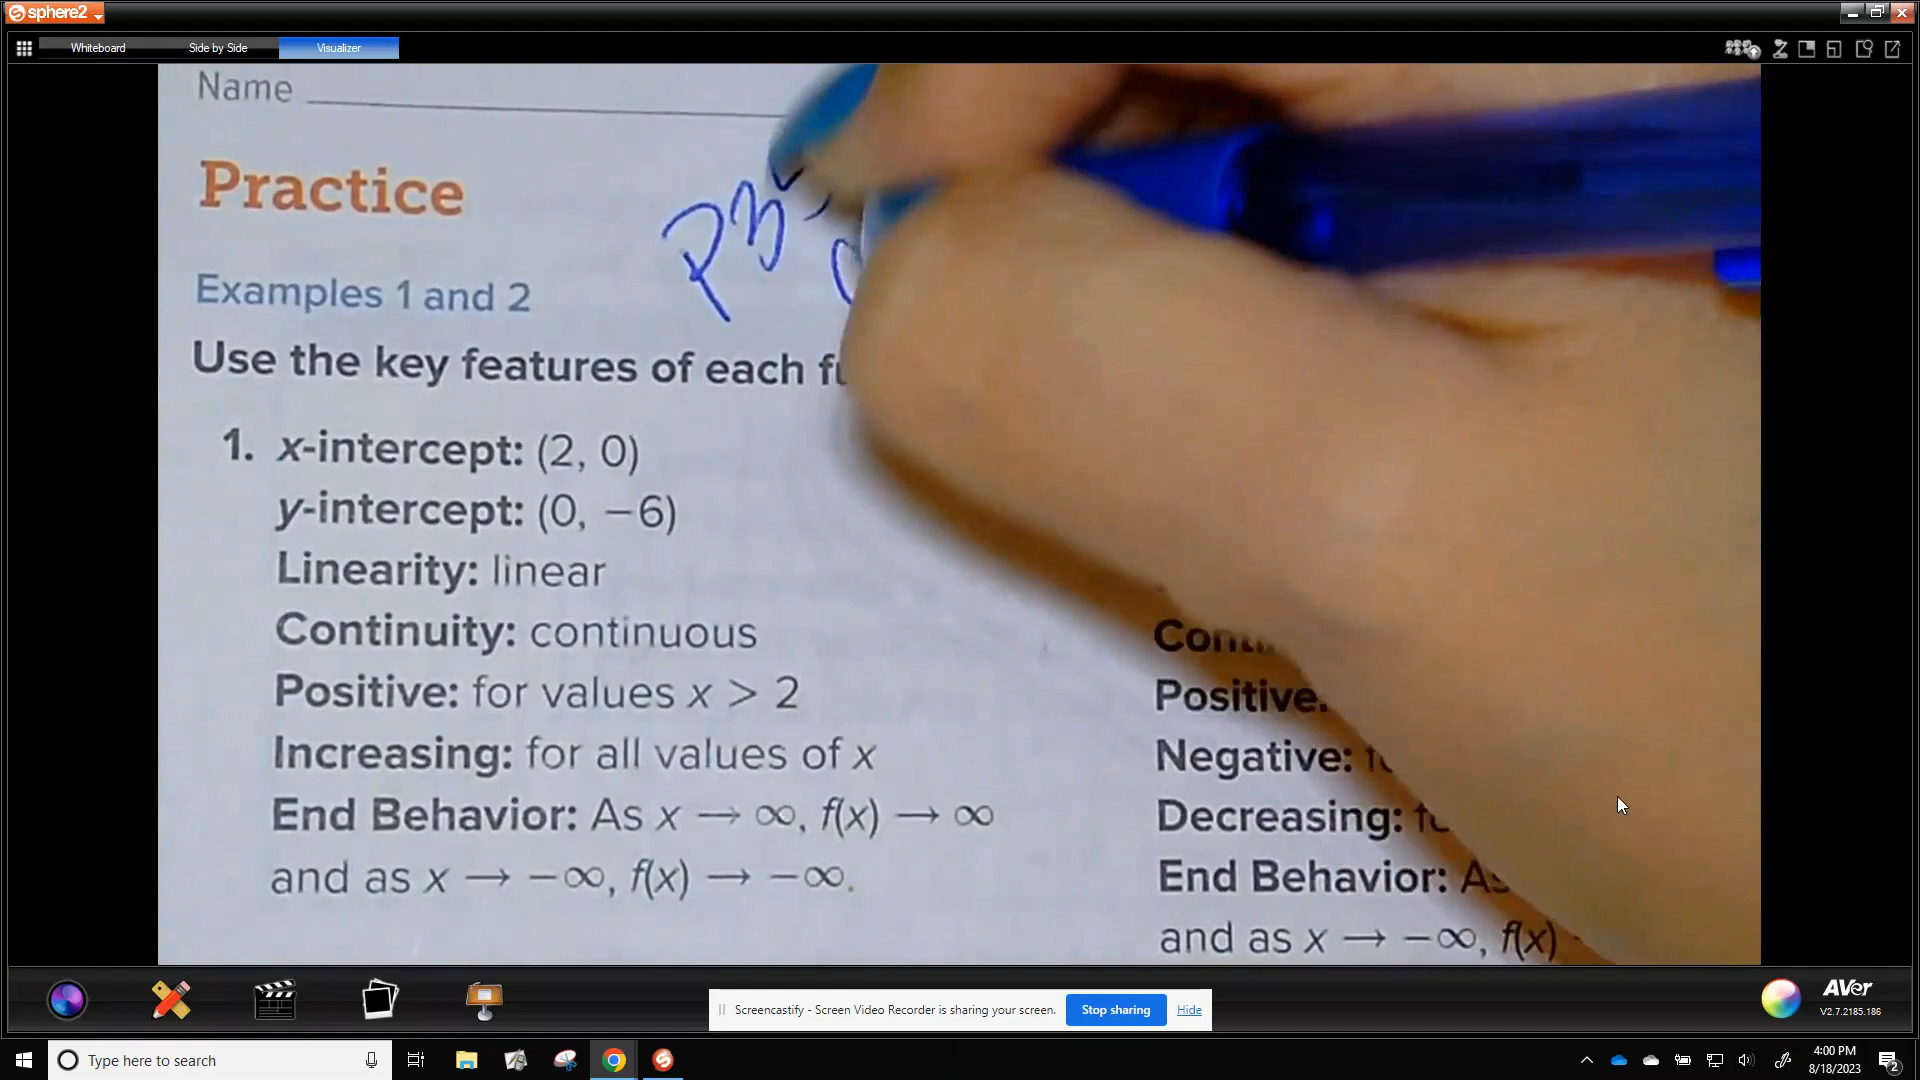 sphere2
Whiteboard Side by Side Visualizer
Name
Practice
Examples 1 and 2
Use the key features of each
1. x-intercept: (2, 0)
y-intercept: (0, −6)
Linearity: linear
Continuity: continuous
Positive: for values x > 2
Increasing: for all values of x
End Behavior: As x → ∞, f(x) → ∞
and as x → −∞, f(x) → −∞.
Positive:
Negative:
Decreasing:
End Behavior: As
and as x → −∞, f(x)
Screencastify - Screen Video Recorder is sharing your screen. Stop sharing Hide
AVer
V2.7.2185.186
Type here to search
4:00 PM
8/18/2023
2